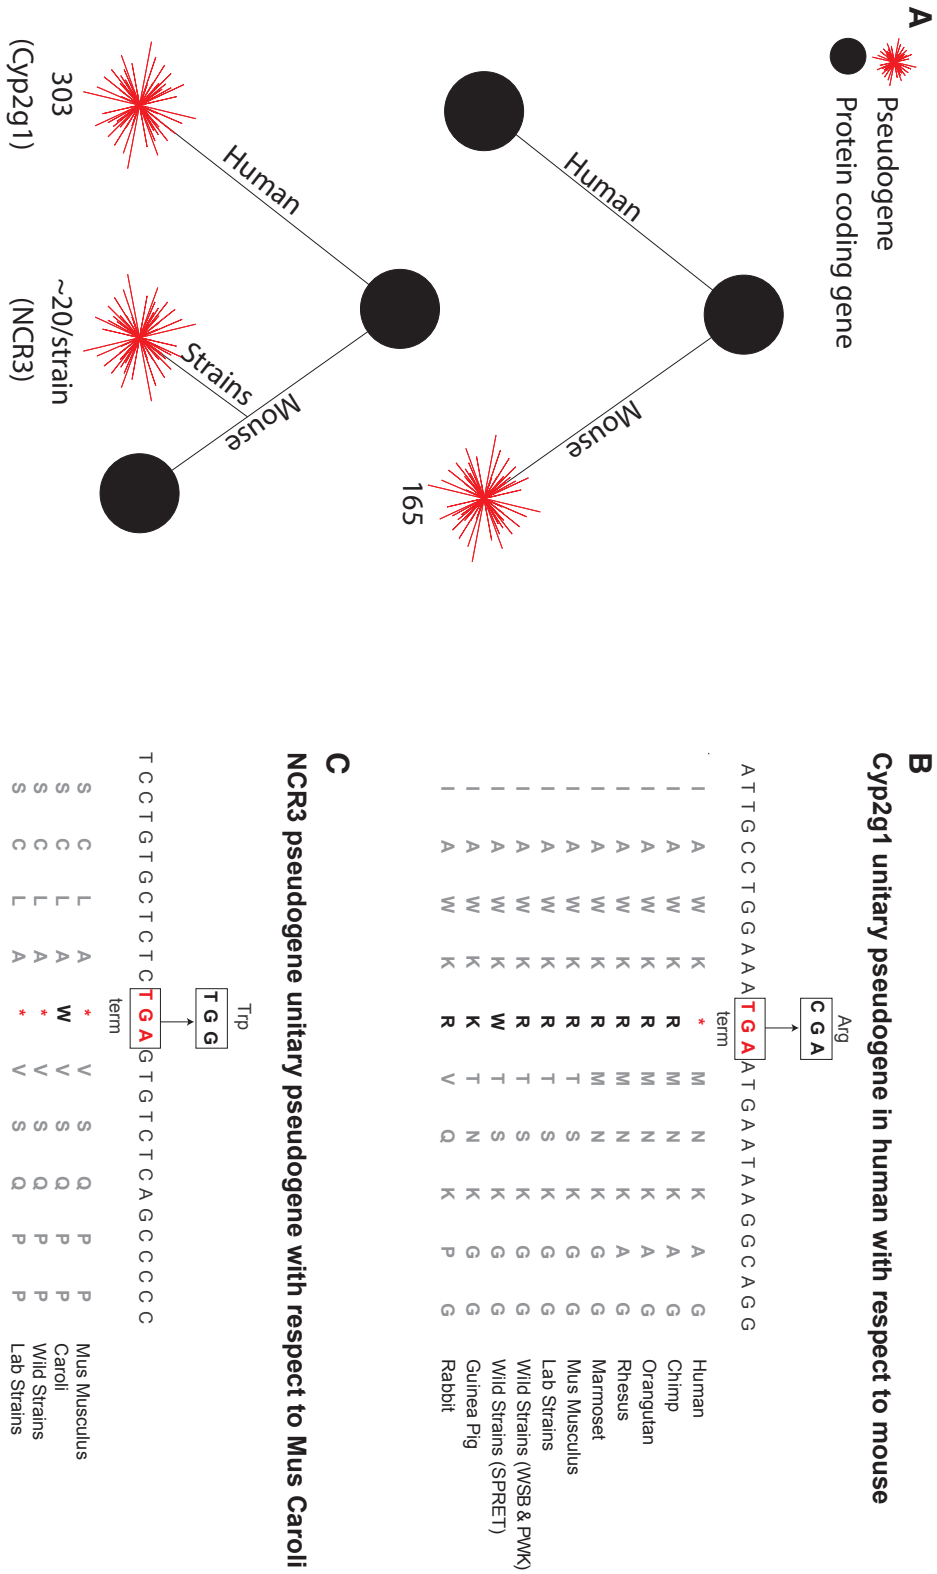 A
Pseudogene
Protein coding gene
Human
Mouse
165
Human
Mouse
Strains
303
(Cyp2g1)
~20/strain
(NCR3)
B
Cyp2g1 unitary pseudogene in human with respect to mouse
Arg
C G A
A T T G C C T G G A A A T G A A T G A A T A A G G C A G G
term
I A W K * M N K A G Human
I A W K R M N K A G Chimp
I A W K R M N K A G Orangutan
I A W K R M N K A G Rhesus
I A W K R M N K G G Marmoset
I A W K R T S K G G Mus Musculus
I A W K R T S K G G Lab Strains
I A W K R T S K G G Wild Strains (WSB & PWK)
I A W K W T S K G G Wild Strains (SPRET)
I A W K K T N K G G Guinea Pig
I A W K R V Q K P G Rabbit
C
NCR3 pseudogene unitary pseudogene with respect to Mus Caroli
Trp
T G G
T C C T G T G C T C T C T G A G T G T C T C A G C C C C C
term
S C L A * V S Q P P Mus Musculus
S C L A W V S Q P P Caroli
S C L A * V S Q P P Wild Strains
S C L A * V S Q P P Lab Strains